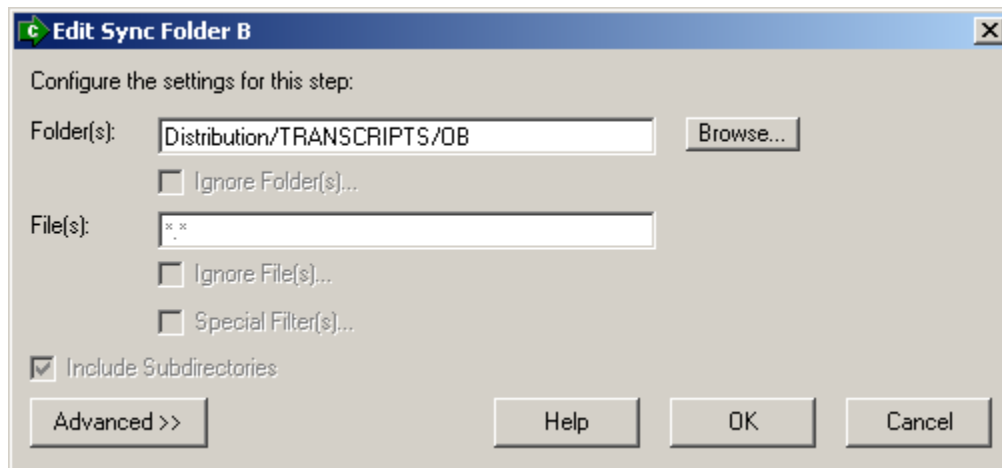 Edit Sync Folder B
Configure the settings for this step:
Folder(s): Distribution/TRANSCRIPTS/OB Browse...
Ignore Folder(s)...
File(s): *.*
Ignore File(s)...
Special Filter(s)...
Include Subdirectories
Advanced >> Help OK Cancel